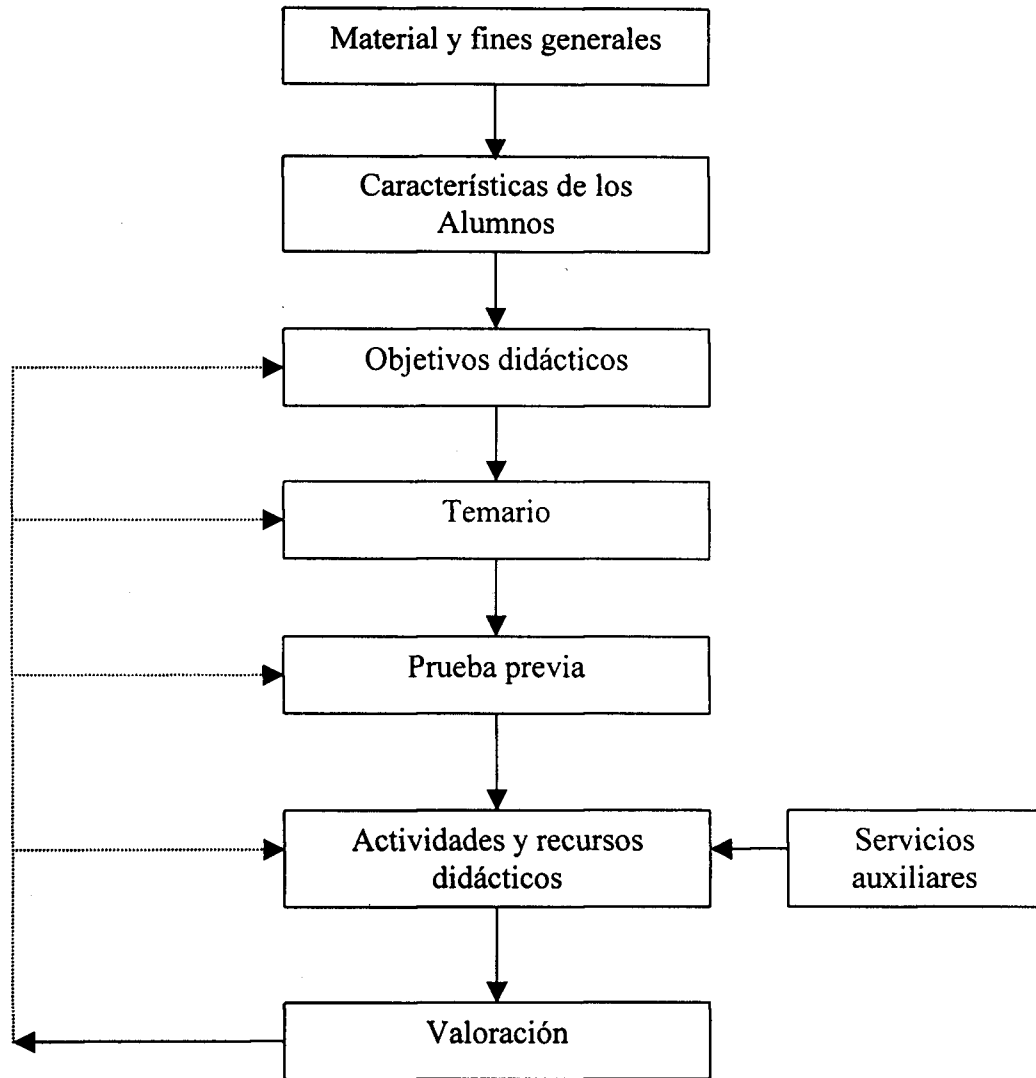 Material y fines generales
Características de los
Alumnos
Objetivos didácticos
Temario
Prueba previa
Actividades y recursos
didácticos
Servicios
auxiliares
Valoración